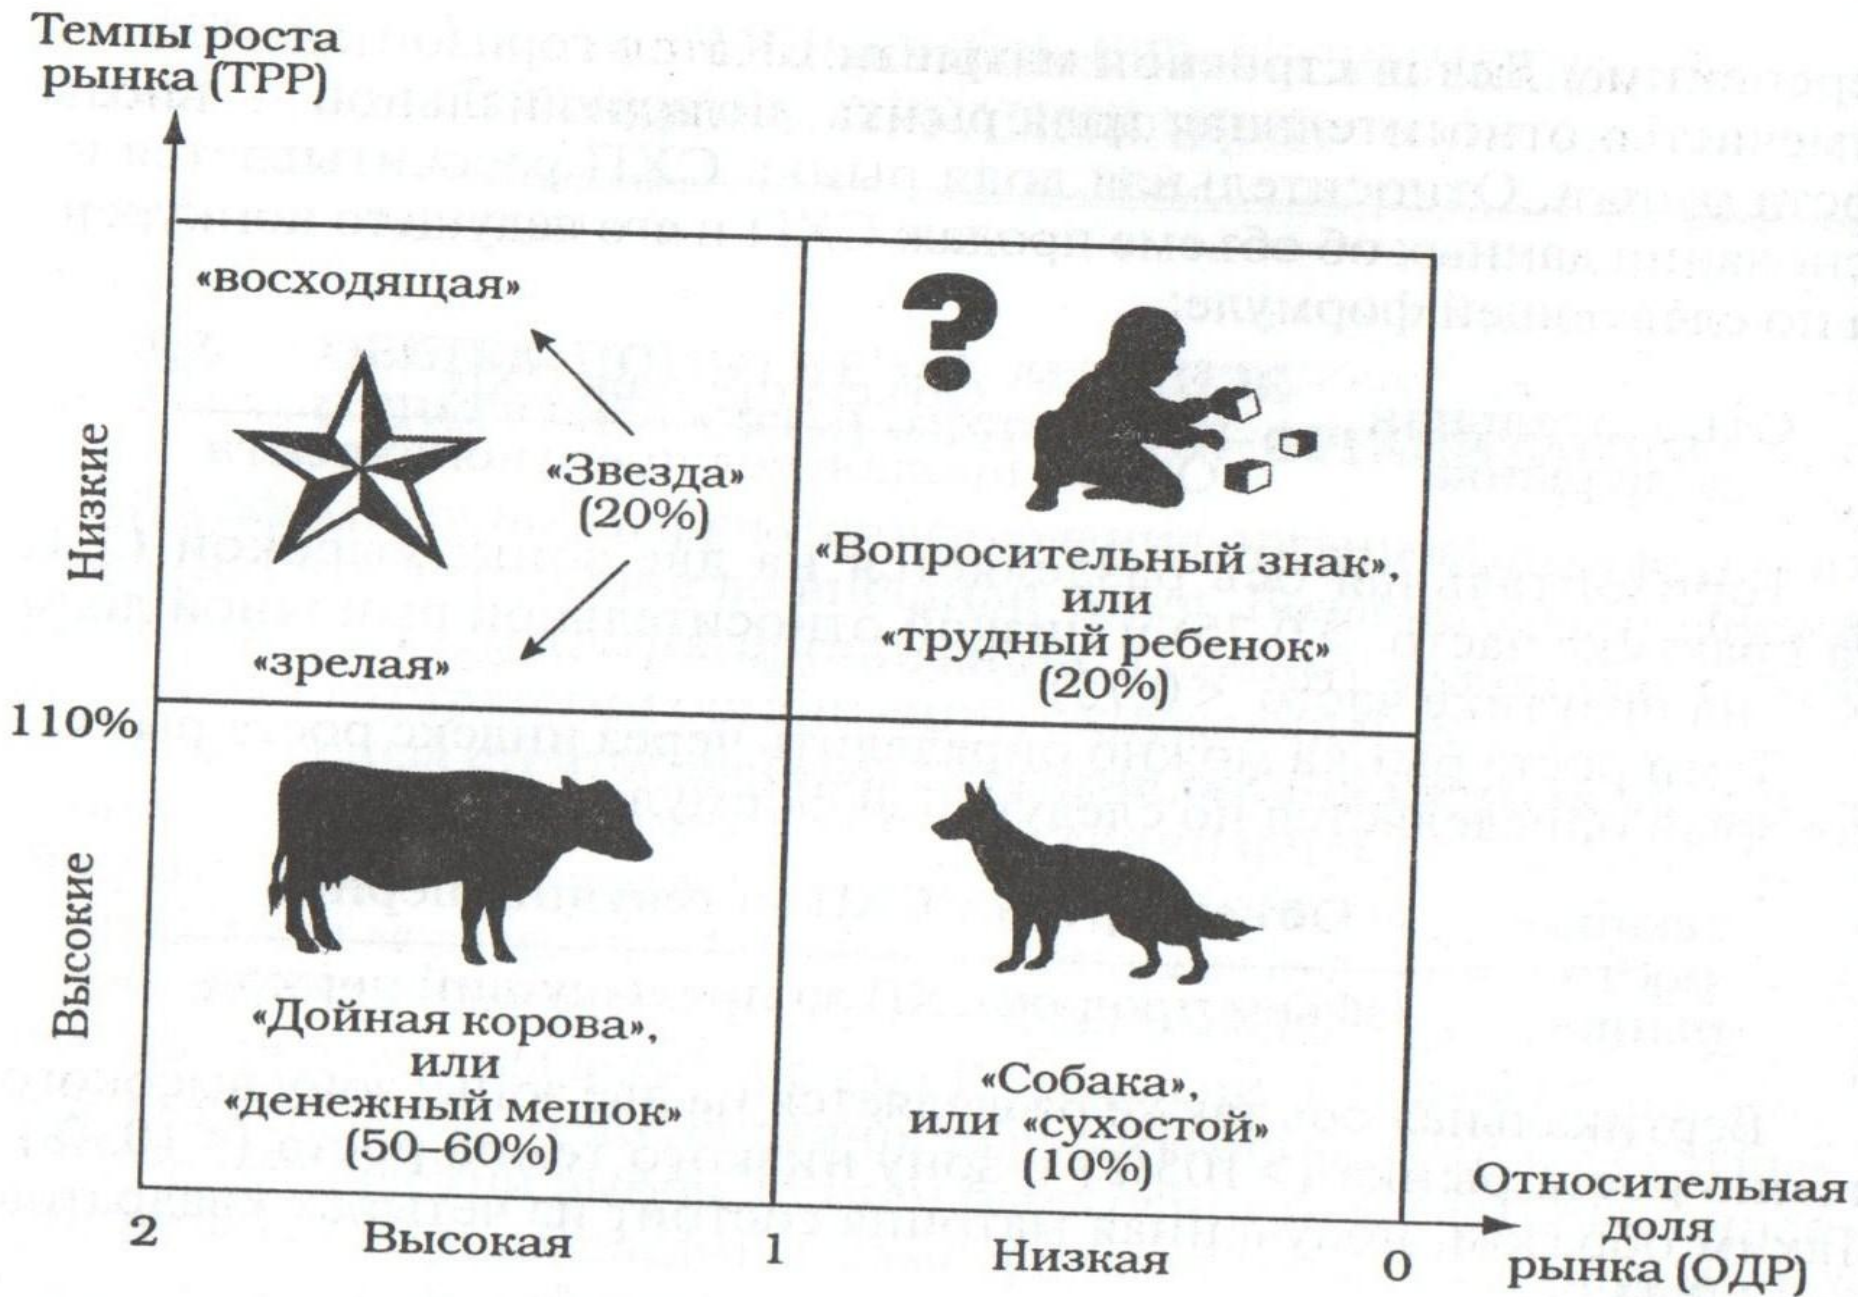 Темпы роста
рынка (ТРР)
«восходящая»
«Звезда»
(20%)
«зрелая»
«Вопросительный знак»,
или
«трудный ребенок»
(20%)
Низкие
110%
Высокие
«Дойная корова»,
или
«денежный мешок»
(50–60%)
«Собака»,
или «сухостой»
(10%)
2
Высокая
1
Низкая
0
Относительная
доля
рынка (ОДР)